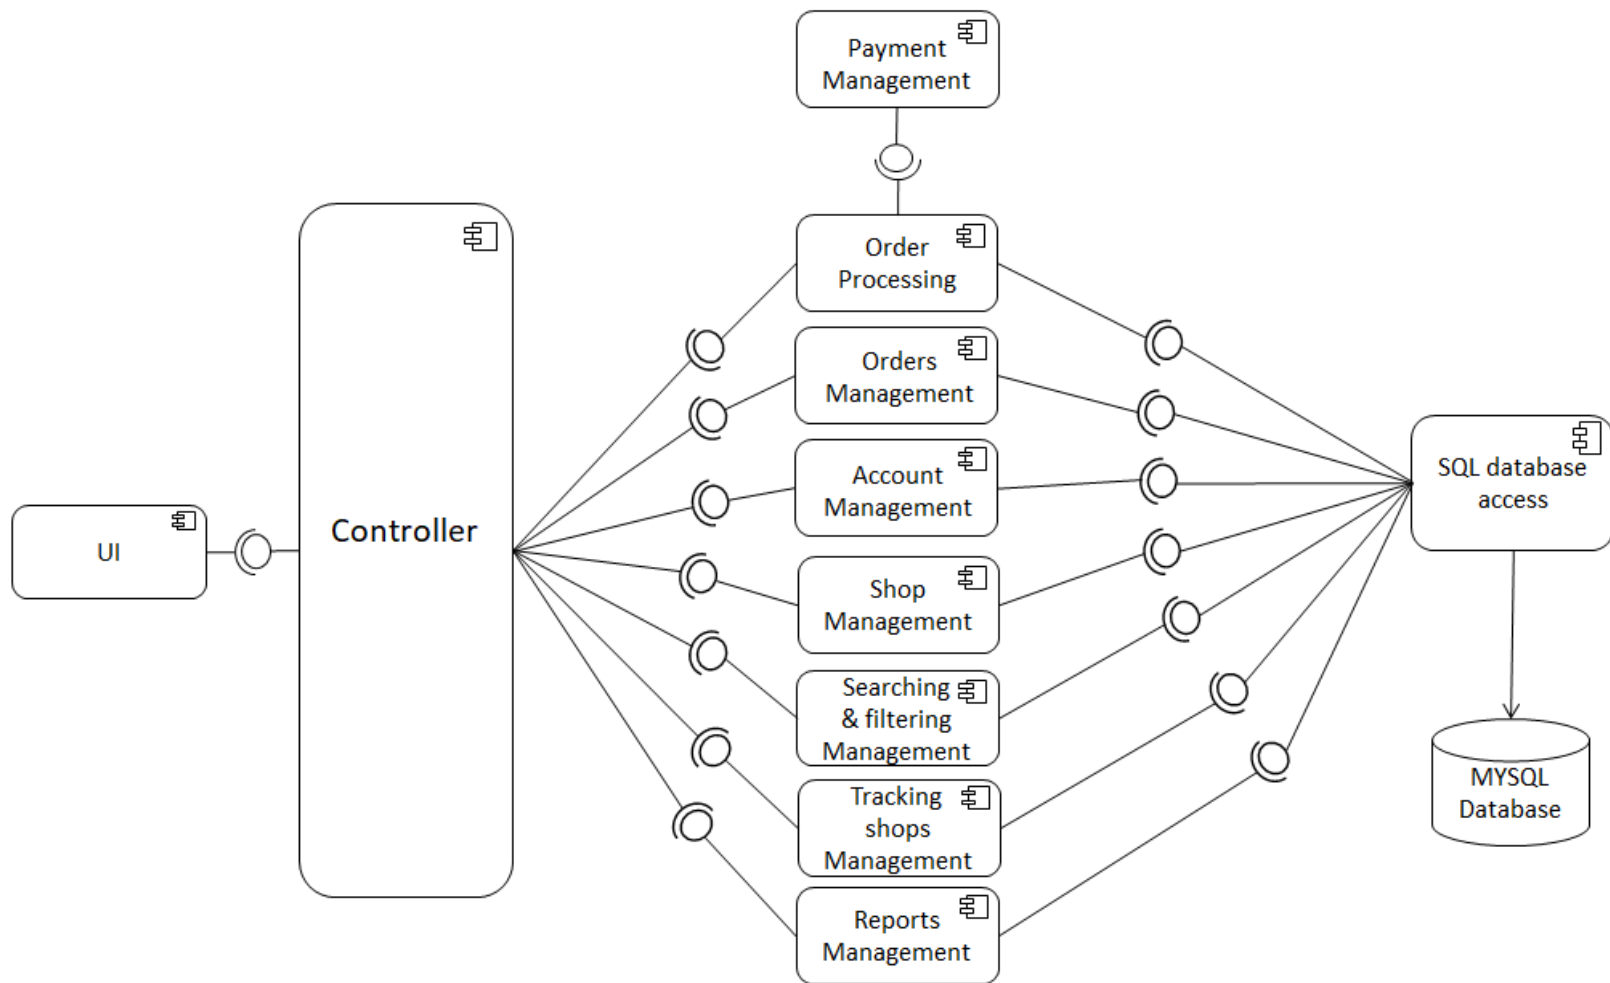 Payment
Management
Order
Processing
Orders
Management
Account
Management
SQL database
access
Controller
UI
Shop
Management
Searching
& filtering
Management
MYSQL
Database
Tracking
shops
Management
Reports
Management